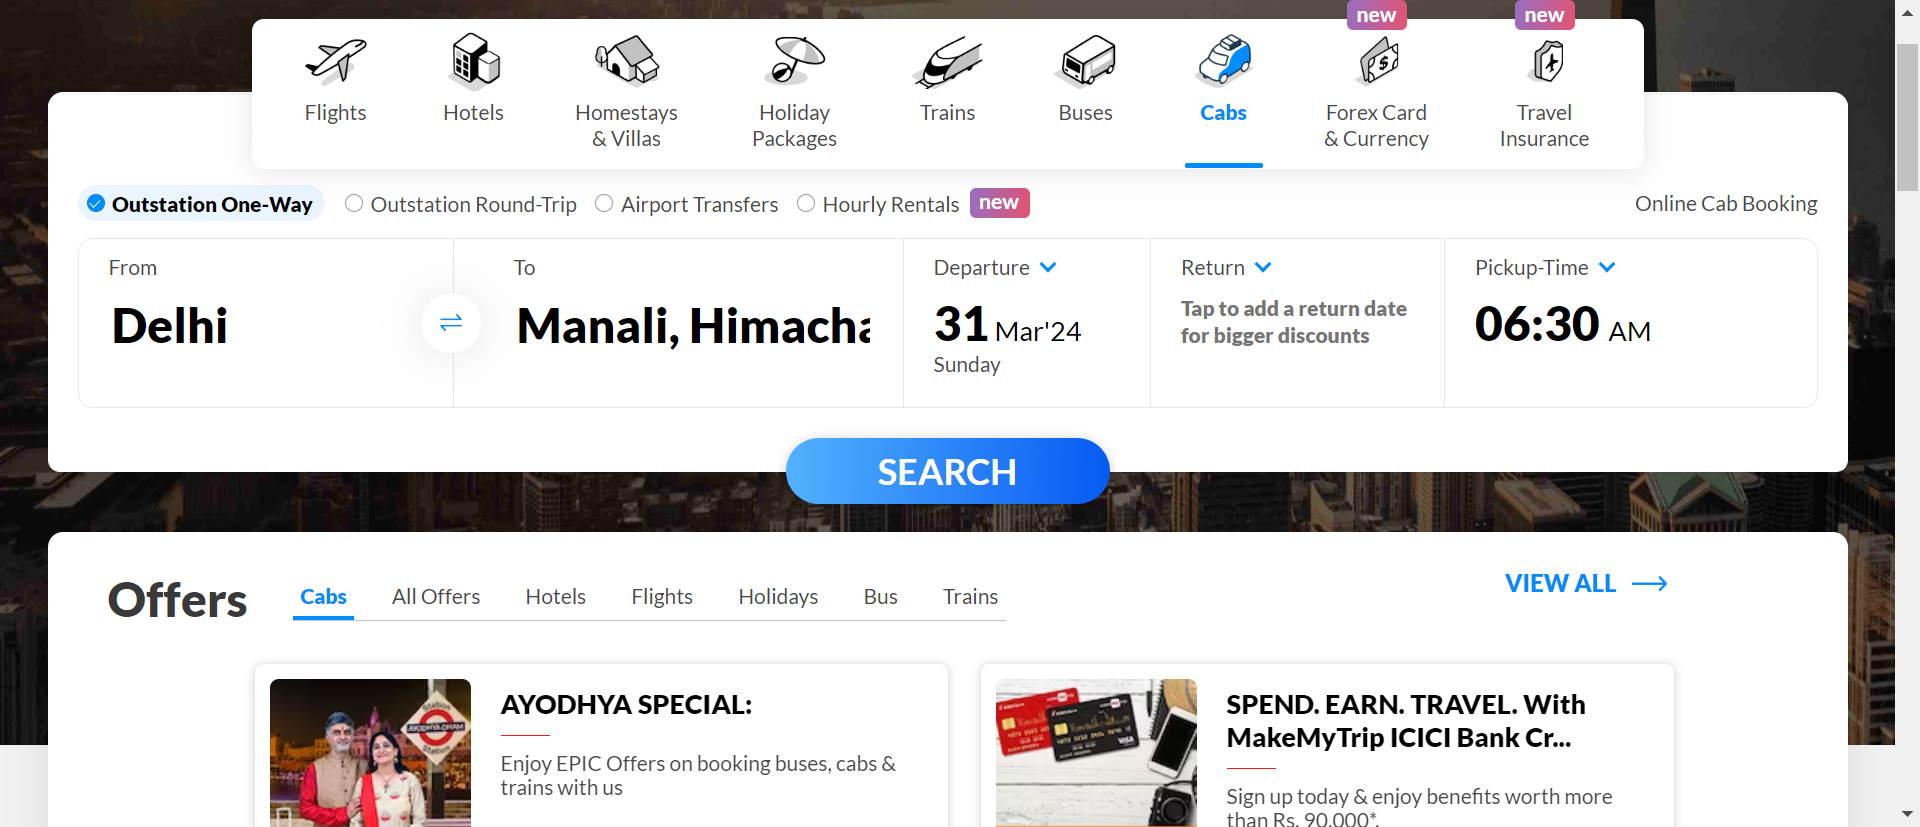 new
new
Flights
Hotels
Homestays
& Villas
Holiday
Packages
Trains
Buses
Cabs
Forex Card
& Currency
Travel
Insurance
Outstation One-Way
Outstation Round-Trip
Airport Transfers
Hourly Rentals
new
Online Cab Booking
From
Delhi
To
Manali, Himacha
Departure
31 Mar'24
Sunday
Return
Tap to add a return date
for bigger discounts
Pickup-Time
06:30 AM
SEARCH
Offers
Cabs
All Offers
Hotels
Flights
Holidays
Bus
Trains
VIEW ALL
Station
AYODHYA DHAM
Station
AYODHYA SPECIAL:
Enjoy EPIC Offers on booking buses, cabs &
trains with us
VISA
SPEND. EARN. TRAVEL. With
MakeMyTrip ICICI Bank Cr...
Sign up today & enjoy benefits worth more
than Rs. 90,000*.